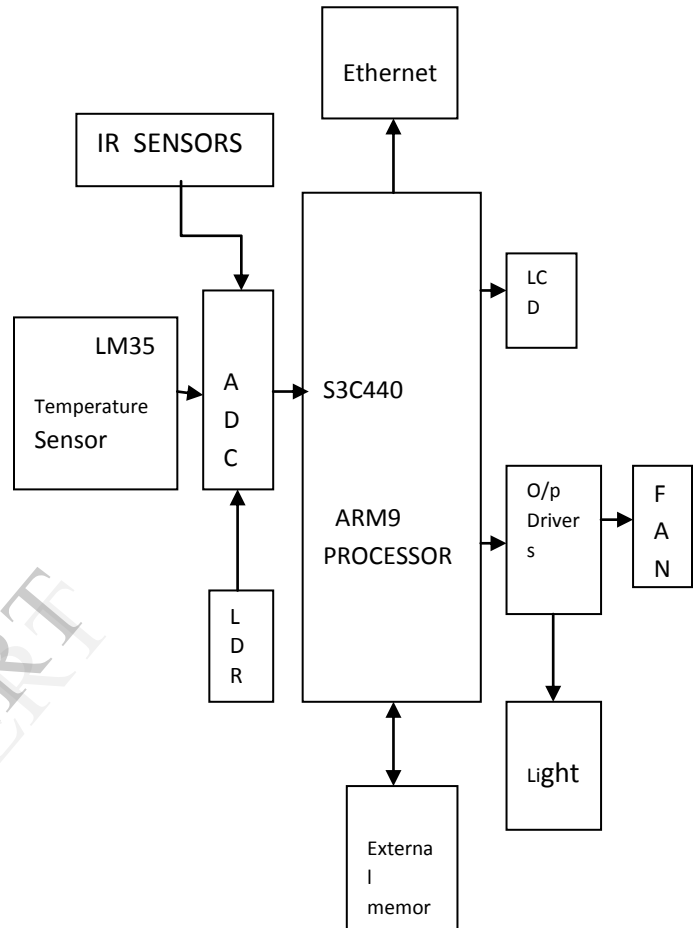 Ethernet
IR SENSORS
LC
D
LM35
Temperature
Sensor
A
D
C
S3C440
ARM9
PROCESSOR
O/p
Driver
s
F
A
N
L
D
R
Light
Externa
l
memor